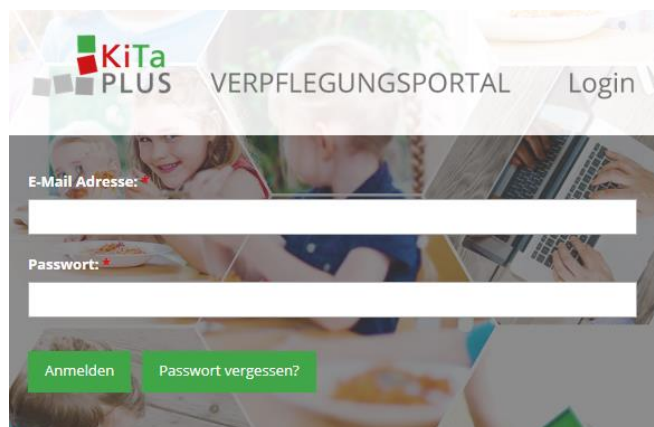 KiTa
PLUS VERPFLEGUNGSPORTAL Login
E-Mail Adresse: *
Passwort: *
Anmelden Passwort vergessen?